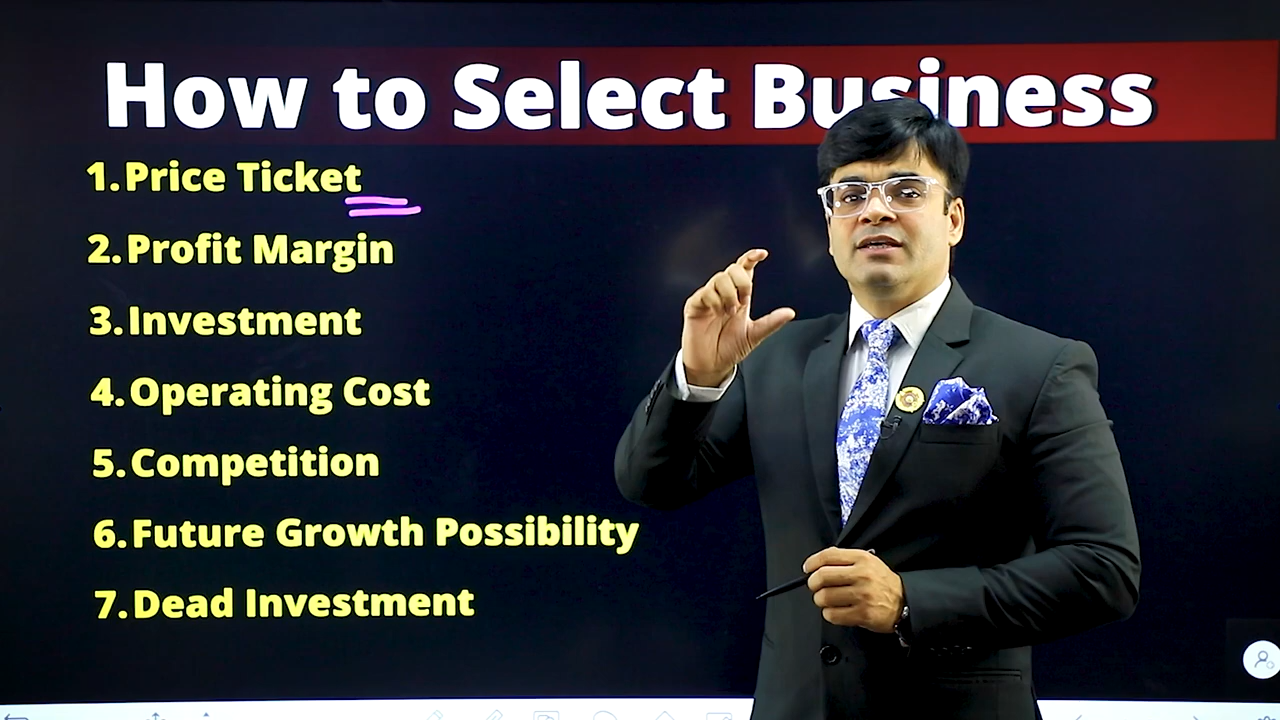 How to Select Business
1. Price Ticket
2. Profit Margin
3. Investment
4. Operating Cost
5. Competition
6. Future Growth Possibility
7. Dead Investment